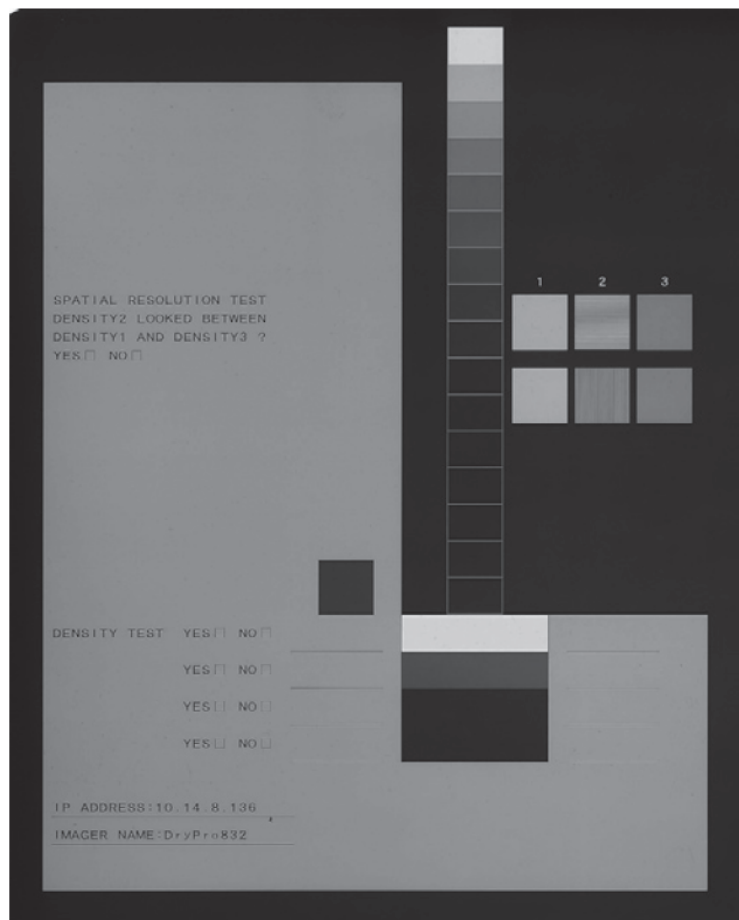 1 2 3
SPATIAL RESOLUTION TEST
DENSITY2 LOOKED BETWEEN
DENSITY1 AND DENSITY3 ?
YES□ NO□
DENSITY TEST YES□ NO□
YES□ NO□
YES□ NO□
YES□ NO□
IP ADDRESS:10.14.8.136
IMAGER NAME:DryPro832